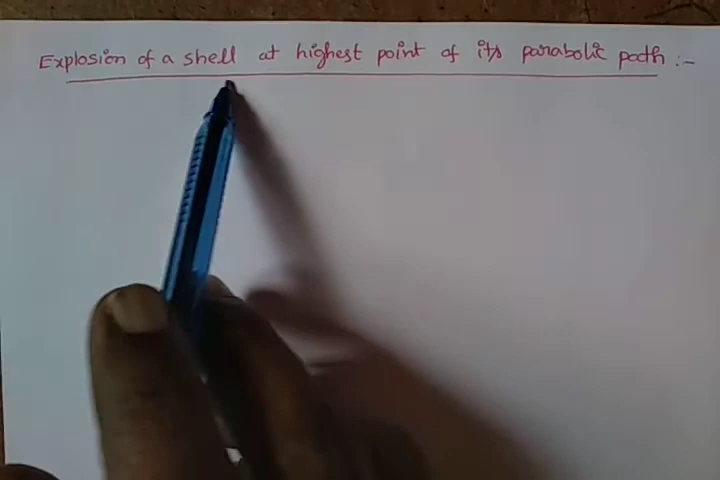 Explosion of a shell at highest point of its parabolic path :-